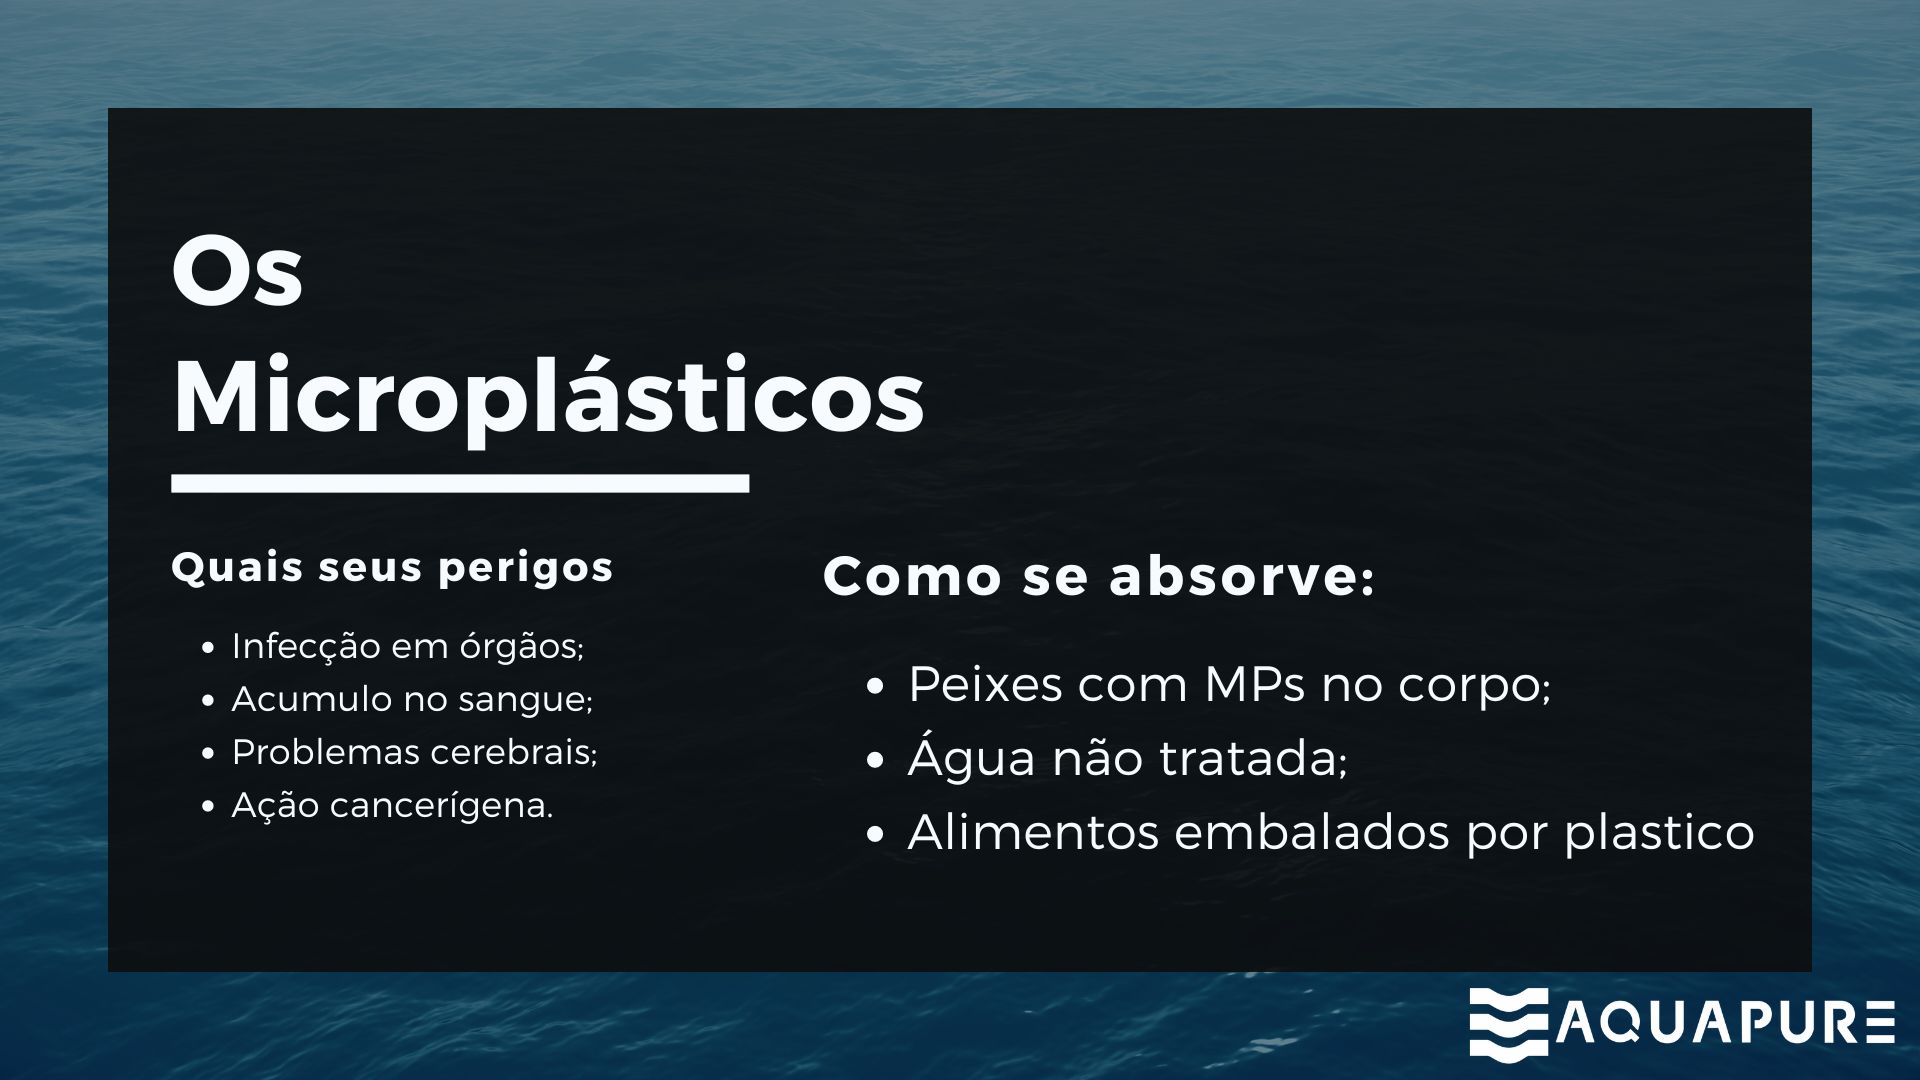 Os
Microplásticos
Quais seus perigos
• Infecção em órgãos;
• Acumulo no sangue;
• Problemas cerebrais;
• Ação cancerígena.
Como se absorve:
• Peixes com MPs no corpo;
• Água não tratada;
• Alimentos embalados por plastico
AQUAPURE